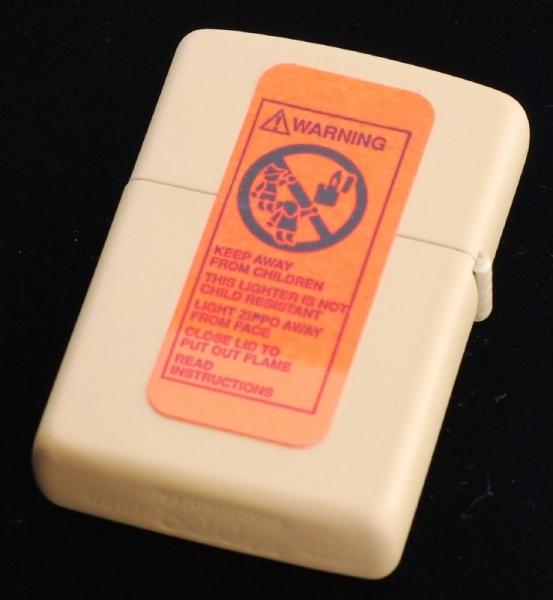 WARNING
KEEP AWAY
FROM CHILDREN
THIS LIGHTER IS NOT
CHILD RESISTANT
LIGHT ZIPPO AWAY
FROM FACE
CLOSE LID TO
PUT OUT FLAME
READ
INSTRUCTIONS